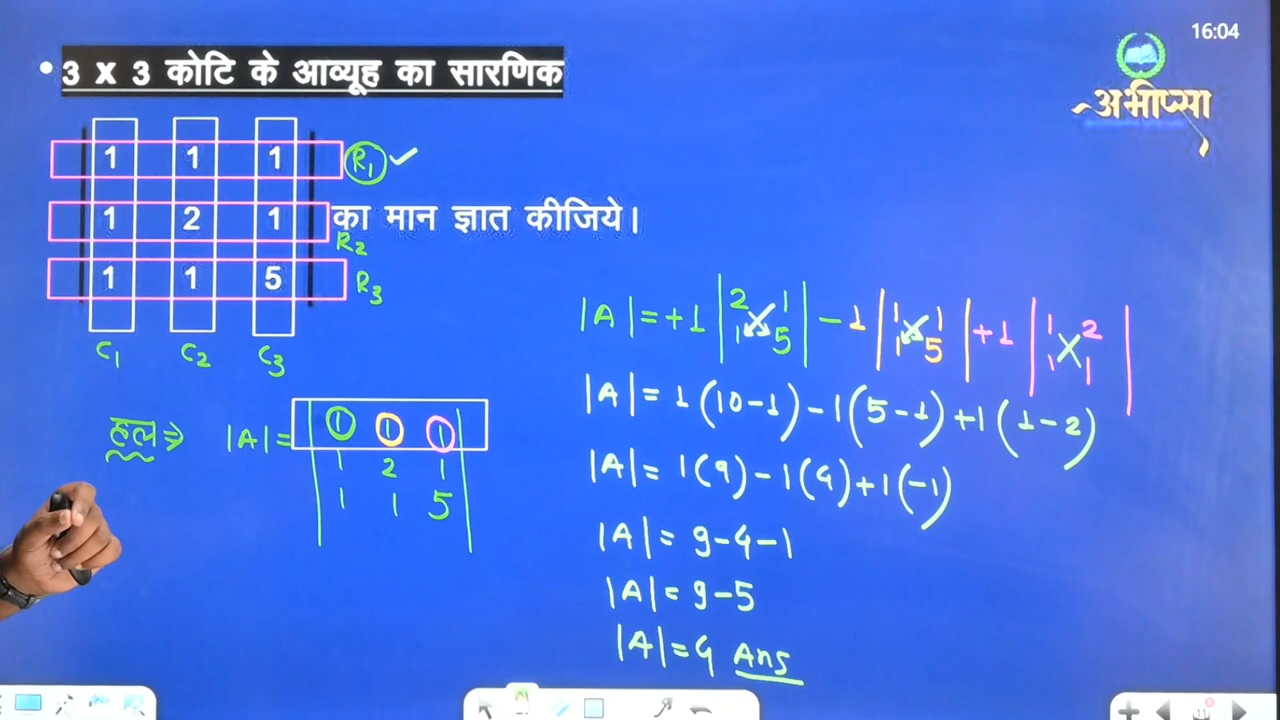 16:04
• 3 x 3 कोटि के आव्यूह का सारणिक
अभीप्सा
1 1 1 R₁ ✓
1 2 1 का मान ज्ञात कीजिये।
R₂
1 1 5 R₃
C₁ C₂ C₃
|A| = +1 |2 1| - 1 |1 1| + 1 |1 2|
|1 5| |1 5| |1 1|
हल ⇒ |A| = |1 1 1|
|1 2 1|
|1 1 5|
|A| = 1(10-1) - 1(5-1) + 1(1-2)
|A| = 1(9) - 1(4) + 1(-1)
|A| = 9-4-1
|A| = 9-5
|A| = 4 Ans